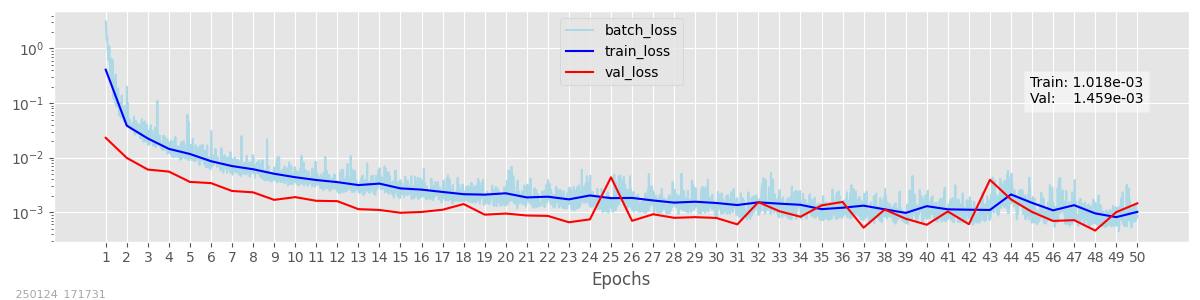 batch_loss
train_loss
val_loss
Train: 1.018e-03
Val: 1.459e-03
10⁰
10⁻¹
10⁻²
10⁻³
1 2 3 4 5 6 7 8 9 10 11 12 13 14 15 16 17 18 19 20 21 22 23 24 25 26 27 28 29 30 31 32 33 34 35 36 37 38 39 40 41 42 43 44 45 46 47 48 49 50
Epochs
250124_171731